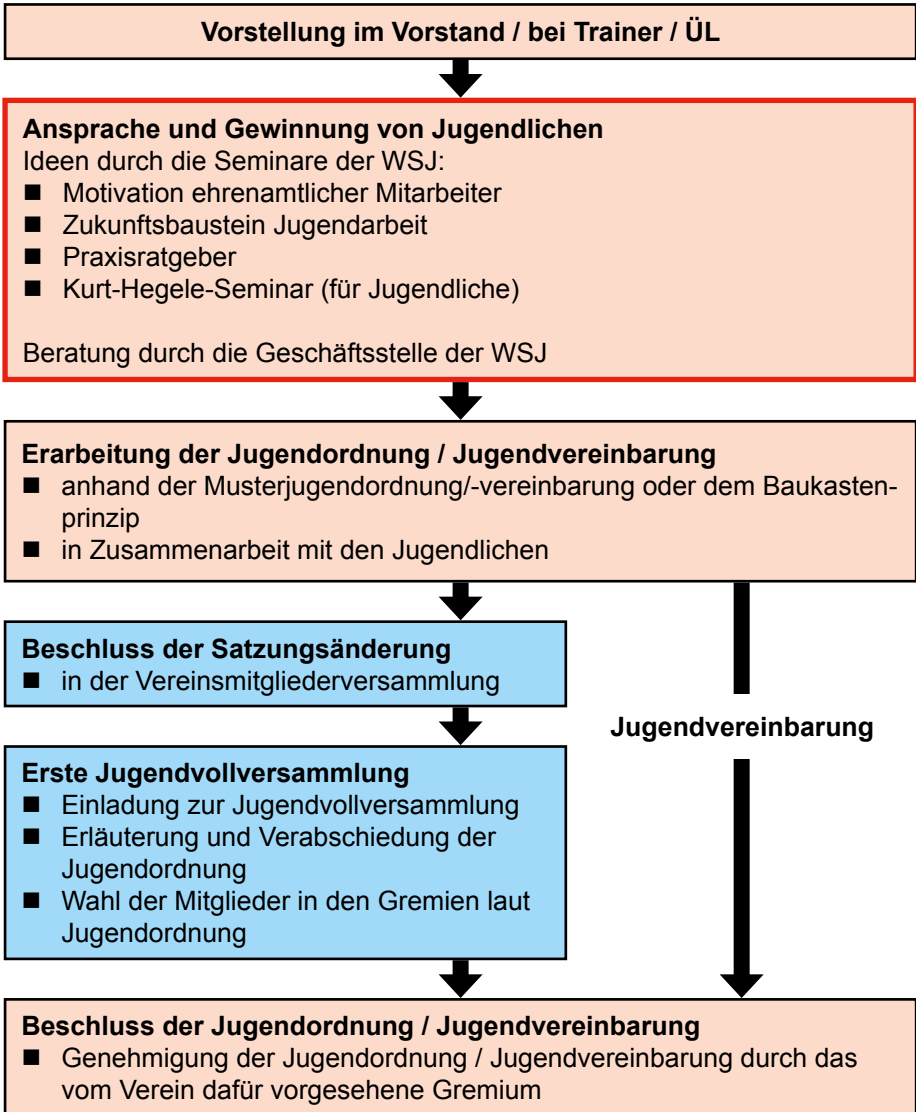 Vorstellung im Vorstand / bei Trainer / ÜL
Ansprache und Gewinnung von Jugendlichen
Ideen durch die Seminare der WSJ:
■ Motivation ehrenamtlicher Mitarbeiter
■ Zukunftsbaustein Jugendarbeit
■ Praxisratgeber
■ Kurt-Hegele-Seminar (für Jugendliche)
Beratung durch die Geschäftsstelle der WSJ
Erarbeitung der Jugendordnung / Jugendvereinbarung
■ anhand der Musterjugendordnung/-vereinbarung oder dem Baukasten-
prinzip
■ in Zusammenarbeit mit den Jugendlichen
Beschluss der Satzungsänderung
■ in der Vereinsmitgliederversammlung
Jugendvereinbarung
Erste Jugendvollversammlung
■ Einladung zur Jugendvollversammlung
■ Erläuterung und Verabschiedung der
Jugendordnung
■ Wahl der Mitglieder in den Gremien laut
Jugendordnung
Beschluss der Jugendordnung / Jugendvereinbarung
■ Genehmigung der Jugendordnung / Jugendvereinbarung durch das
vom Verein dafür vorgesehene Gremium